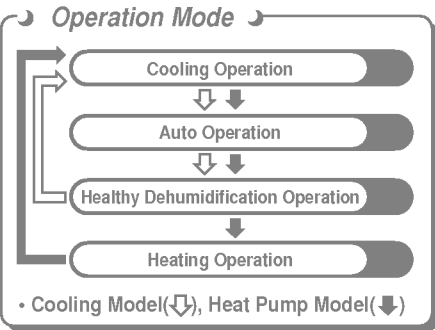 Operation Mode
Cooling Operation
Auto Operation
Healthy Dehumidification Operation
Heating Operation
• Cooling Model(⇩), Heat Pump Model(🡇)